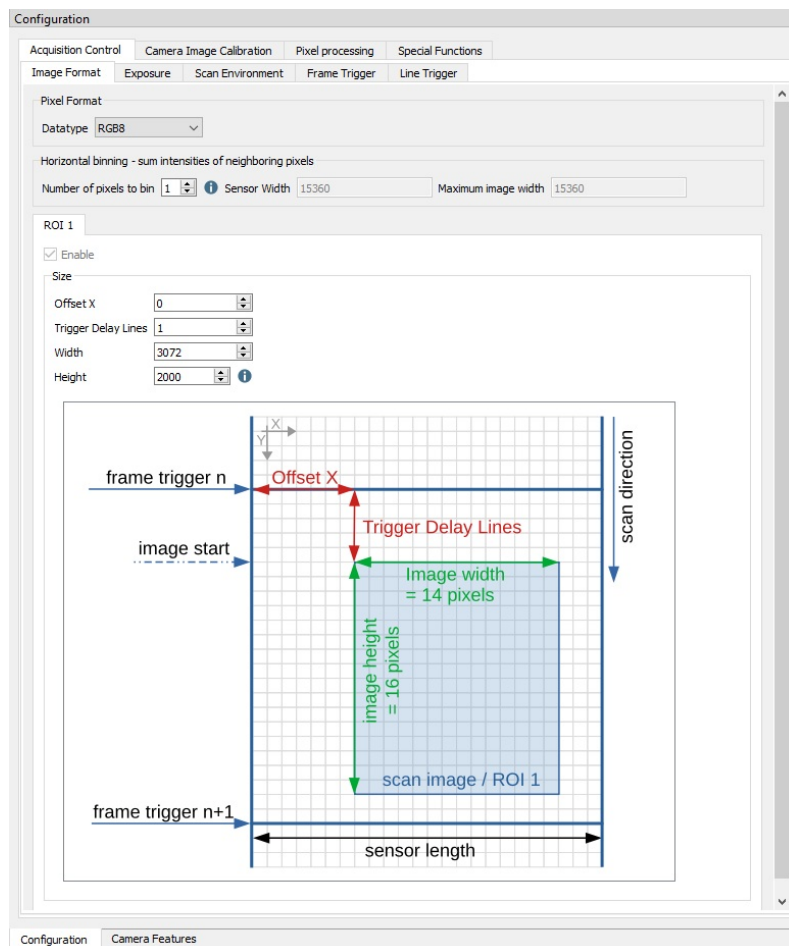 Configuration
Acquisition Control Camera Image Calibration Pixel processing Special Functions
Image Format Exposure Scan Environment Frame Trigger Line Trigger
Pixel Format
Datatype RGB8
Horizontal binning - sum intensities of neighboring pixels
Number of pixels to bin 1 Sensor Width 15360 Maximum image width 15360
ROI 1
Enable
Size
Offset X 0
Trigger Delay Lines 1
Width 3072
Height 2000
X
Y
frame trigger n
Offset X
scan direction
Trigger Delay Lines
image start
Image width
= 14 pixels
image height
= 16 pixels
scan image / ROI 1
frame trigger n+1
sensor length
Configuration Camera Features